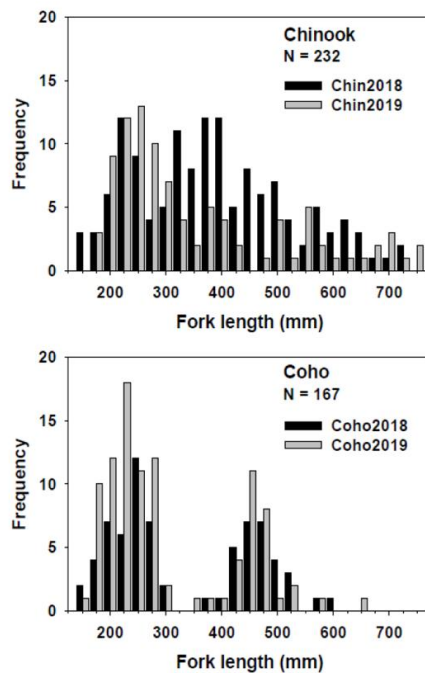 Chinook
N = 232
Chin2018
Chin2019
Frequency
20
15
10
5
0
200 300 400 500 600 700
Fork length (mm)
Coho
N = 167
Coho2018
Coho2019
Frequency
20
15
10
5
0
200 300 400 500 600 700
Fork length (mm)